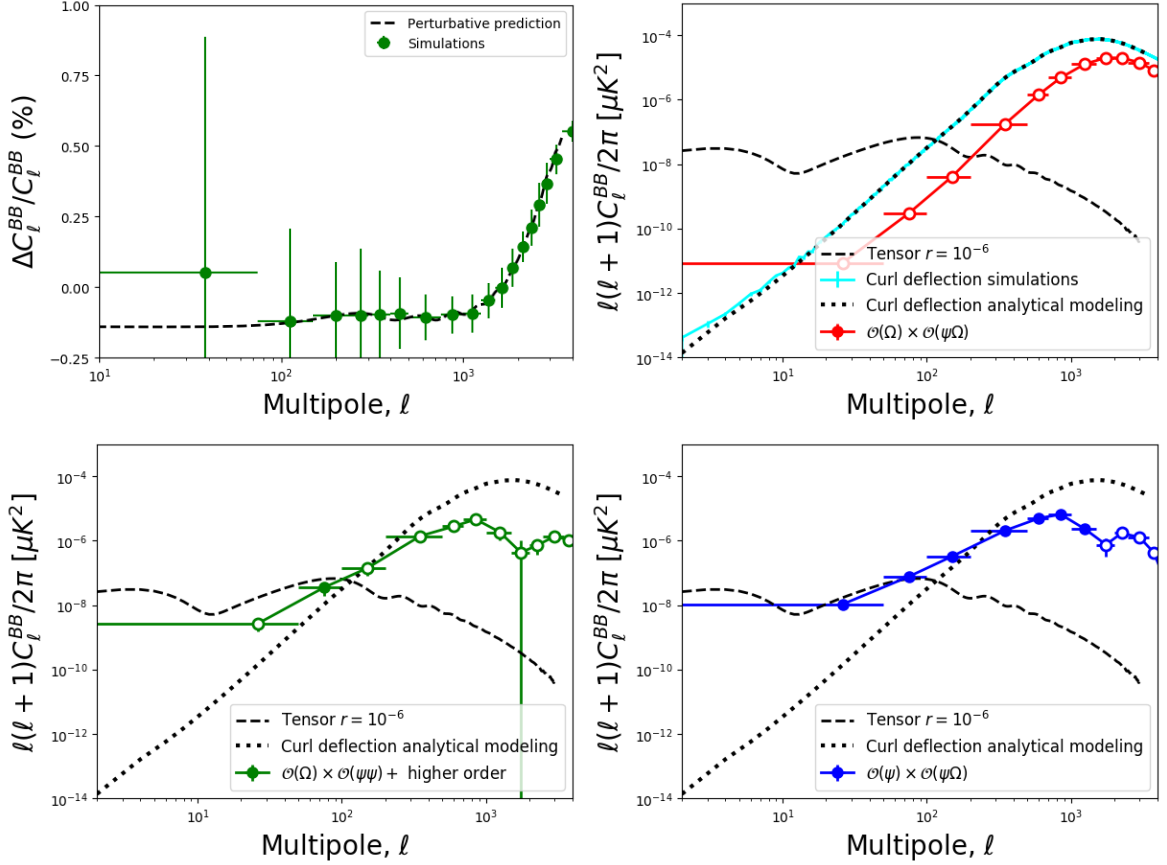 1.00
0.75
0.50
0.25
0.00
−0.25
ΔC_ℓ^{BB}/C_ℓ^{BB} (%)
Perturbative prediction
Simulations
10^1
10^2
10^3
Multipole, ℓ
10^{-4}
10^{-6}
10^{-8}
10^{-10}
10^{-12}
10^{-14}
ℓ(ℓ + 1)C_ℓ^{BB}/2π [μK²]
Tensor r = 10^{-6}
Curl deflection simulations
Curl deflection analytical modeling
𝒪(Ω) × 𝒪(ψΩ)
10^1
10^2
10^3
Multipole, ℓ
10^{-4}
10^{-6}
10^{-8}
10^{-10}
10^{-12}
10^{-14}
ℓ(ℓ + 1)C_ℓ^{BB}/2π [μK²]
Tensor r = 10^{-6}
Curl deflection analytical modeling
𝒪(Ω) × 𝒪(ψψ) + higher order
10^1
10^2
10^3
Multipole, ℓ
10^{-4}
10^{-6}
10^{-8}
10^{-10}
10^{-12}
10^{-14}
ℓ(ℓ + 1)C_ℓ^{BB}/2π [μK²]
Tensor r = 10^{-6}
Curl deflection analytical modeling
𝒪(ψ) × 𝒪(ψΩ)
10^1
10^2
10^3
Multipole, ℓ